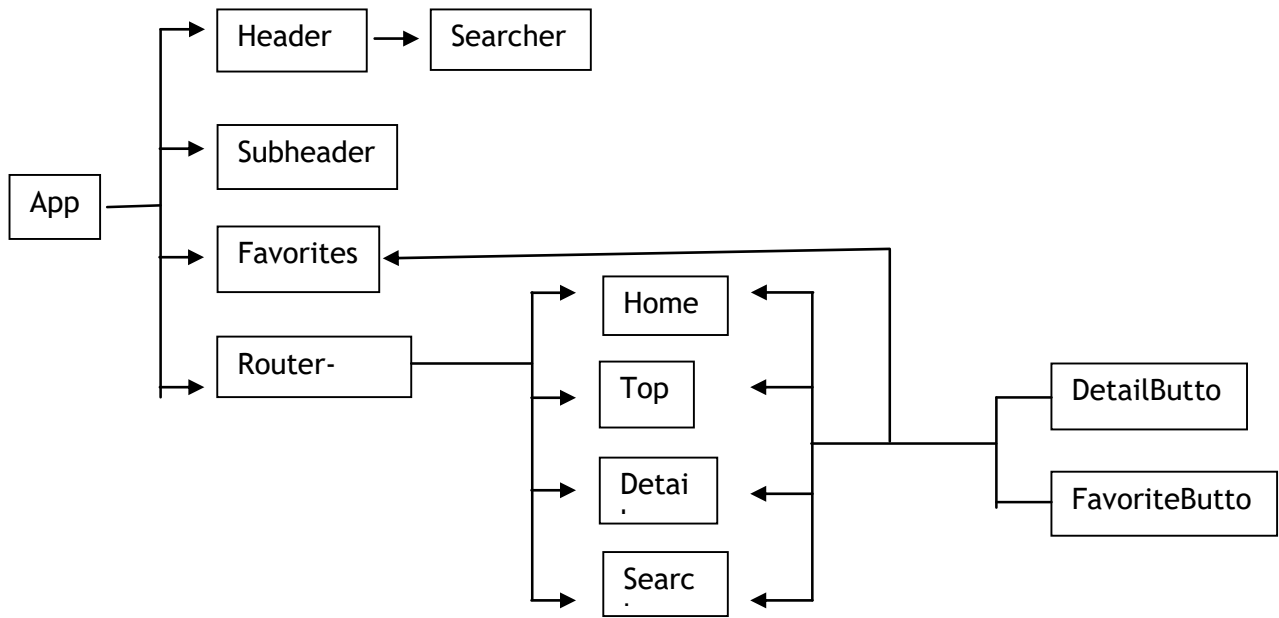 Header
Searcher
Subheader
App
Favorites
Home
Router-
Top
DetailButto
Detai
FavoriteButto
Searc